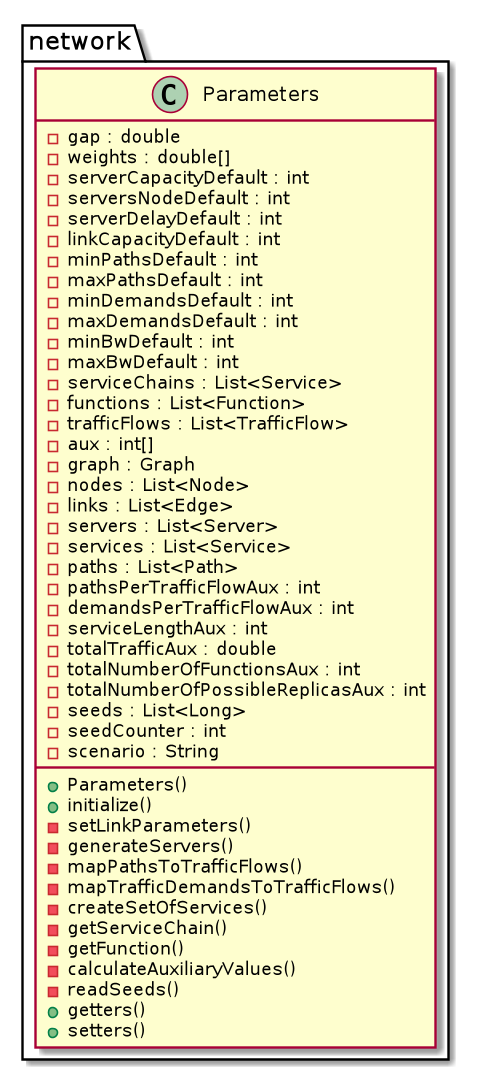 network
C Parameters
gap : double
weights : double[]
serverCapacityDefault : int
serversNodeDefault : int
serverDelayDefault : int
linkCapacityDefault : int
minPathsDefault : int
maxPathsDefault : int
minDemandsDefault : int
maxDemandsDefault : int
minBwDefault : int
maxBwDefault : int
serviceChains : List<Service>
functions : List<Function>
trafficFlows : List<TrafficFlow>
aux : int[]
graph : Graph
nodes : List<Node>
links : List<Edge>
servers : List<Server>
services : List<Service>
paths : List<Path>
pathsPerTrafficFlowAux : int
demandsPerTrafficFlowAux : int
serviceLengthAux : int
totalTrafficAux : double
totalNumberOfFunctionsAux : int
totalNumberOfPossibleReplicasAux : int
seeds : List<Long>
seedCounter : int
scenario : String
Parameters()
initialize()
setLinkParameters()
generateServers()
mapPathsToTrafficFlows()
mapTrafficDemandsToTrafficFlows()
createSetOfServices()
getServiceChain()
getFunction()
calculateAuxiliaryValues()
readSeeds()
getters()
setters()